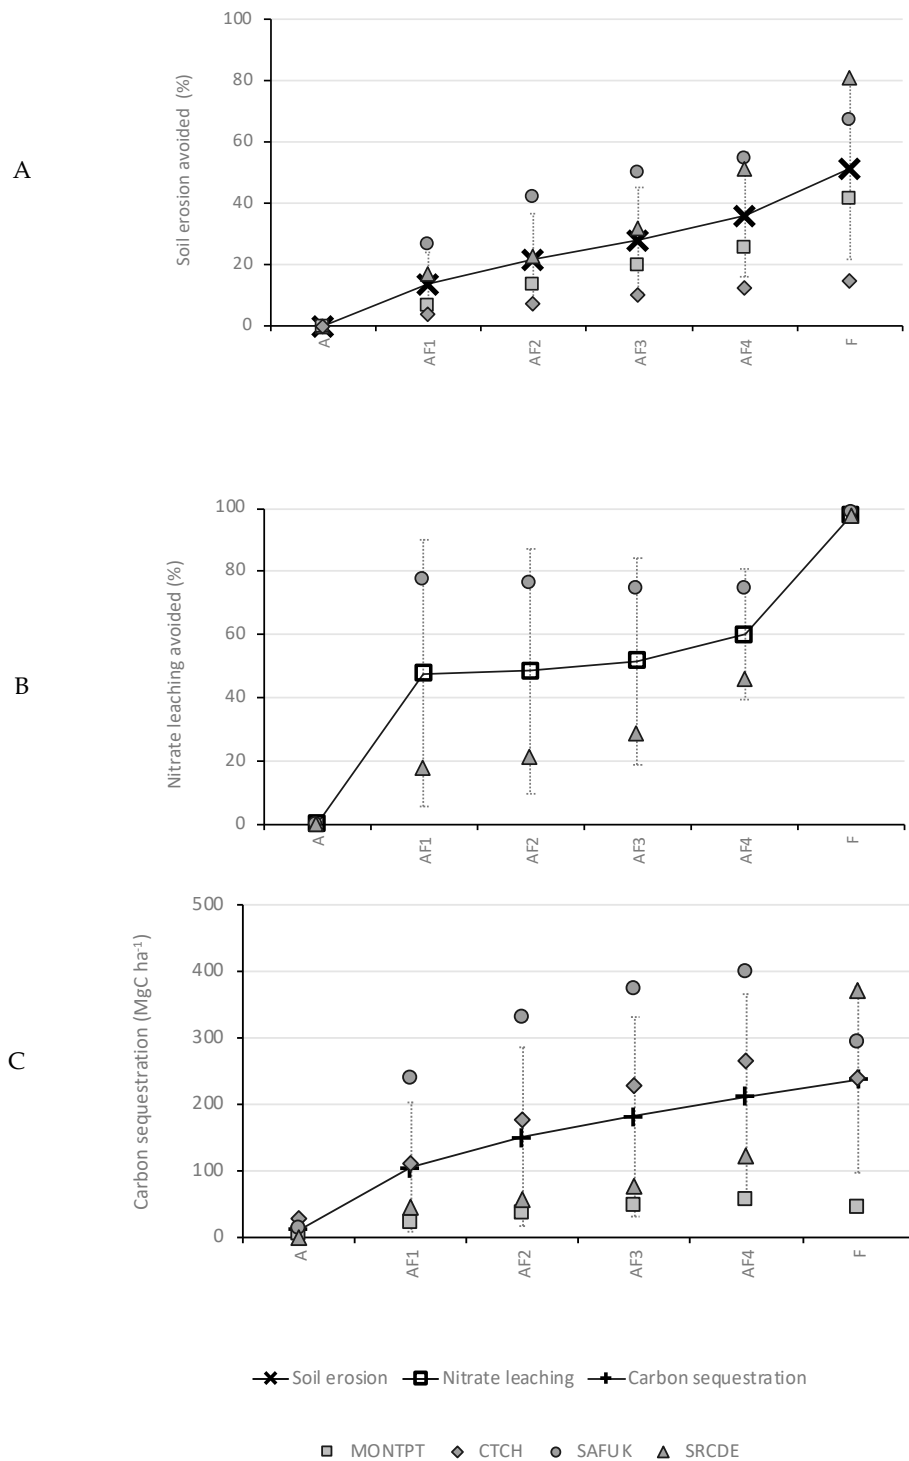 A
Soil erosion avoided (%)
100
80
60
40
20
0
A
AF1
AF2
AF3
AF4
F
B
Nitrate leaching avoided (%)
100
80
60
40
20
0
A
AF1
AF2
AF3
AF4
F
C
Carbon sequestration (MgC ha⁻¹)
500
400
300
200
100
0
A
AF1
AF2
AF3
AF4
F
Soil erosion Nitrate leaching Carbon sequestration
MONTPT CTCH SAFUK SRCDE